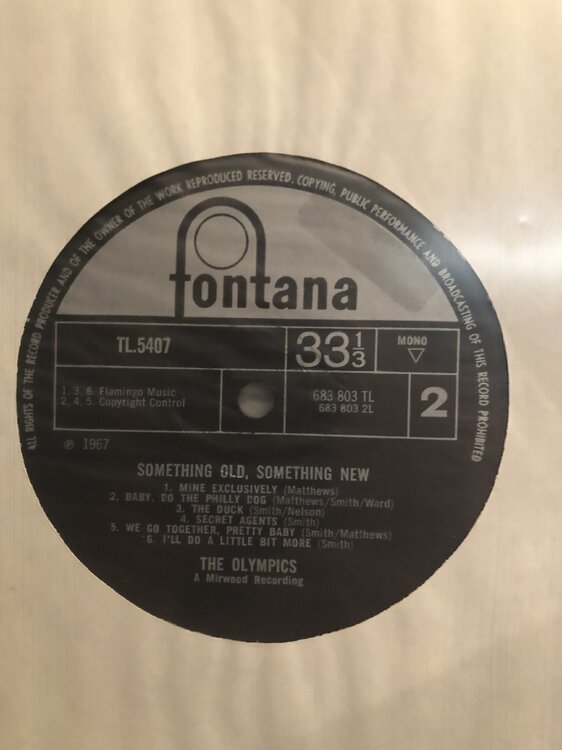 ALL RIGHTS OF THE RECORD PRODUCER AND OF THE OWNER OF THE WORK REPRODUCED RESERVED. COPYING, PUBLIC PERFORMANCE AND BROADCASTING OF THIS RECORD PROHIBITED
fontana
TL.5407
33 1/3
MONO
1. 3. 6. Flamingo Music
2. 4. 5. Copyright Control
683 803 TL
683 803 2L
2
℗ 1967
SOMETHING OLD, SOMETHING NEW
1. MINE EXCLUSIVELY (Matthews)
2. BABY, DO THE PHILLY DOG (Matthews/Smith/Ward)
3. THE DUCK (Smith/Nelson)
4. SECRET AGENTS (Smith)
5. WE GO TOGETHER, PRETTY BABY (Smith/Matthews)
6. I'LL DO A LITTLE BIT MORE (Smith)
THE OLYMPICS
A Mirwood Recording